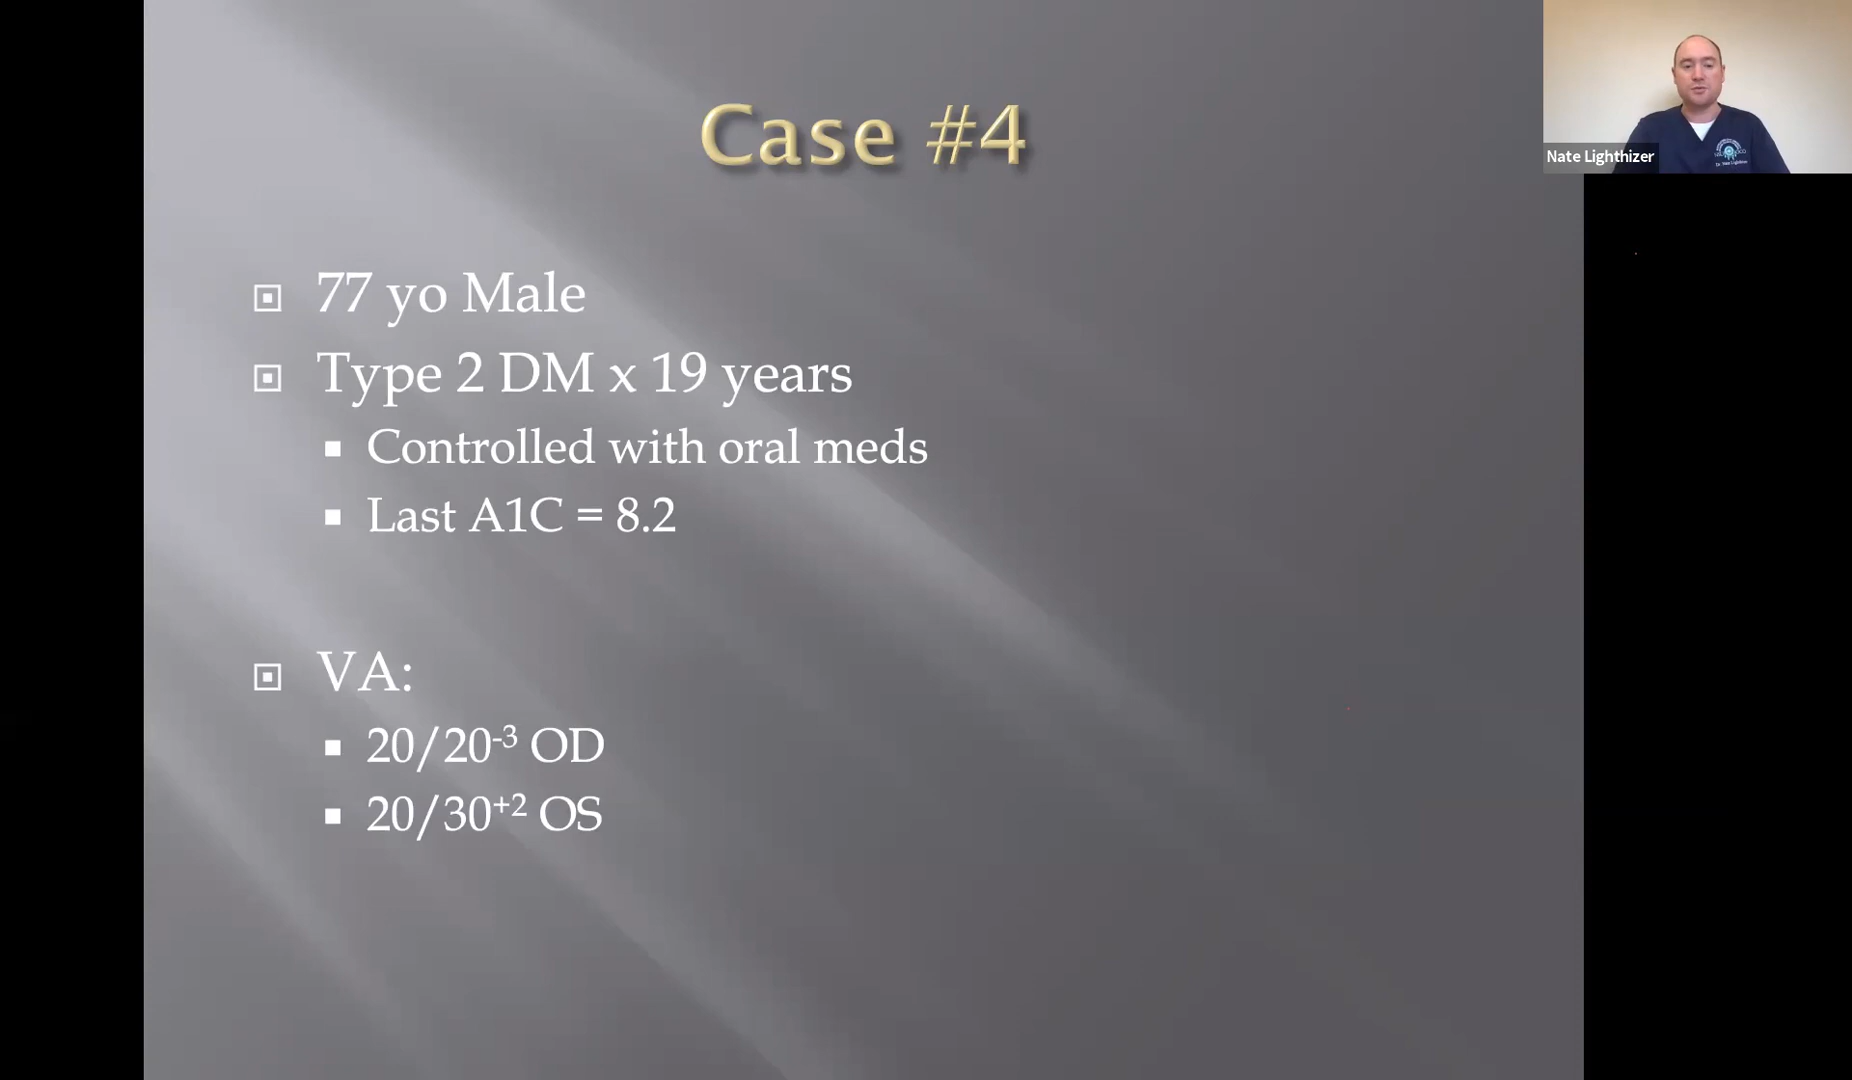 Case #4
77 yo Male
Type 2 DM x 19 years
Controlled with oral meds
Last A1C = 8.2
VA:
20/20-3 OD
20/30+2 OS
Nate Lighthizer